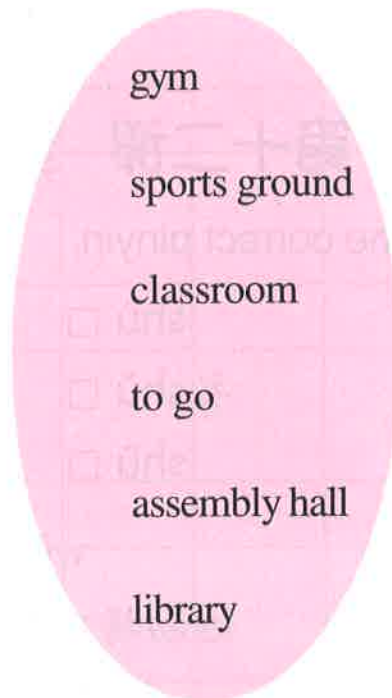 gym
sports ground
classroom
to go
assembly hall
library